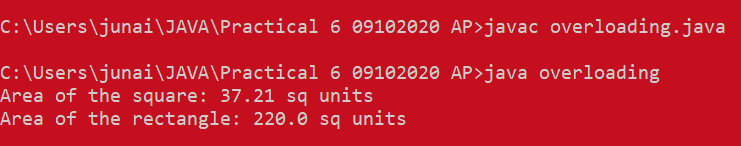 C:\Users\junai\JAVA\Practical 6 09102020 AP>javac overloading.java
C:\Users\junai\JAVA\Practical 6 09102020 AP>java overloading
Area of the square: 37.21 sq units
Area of the rectangle: 220.0 sq units